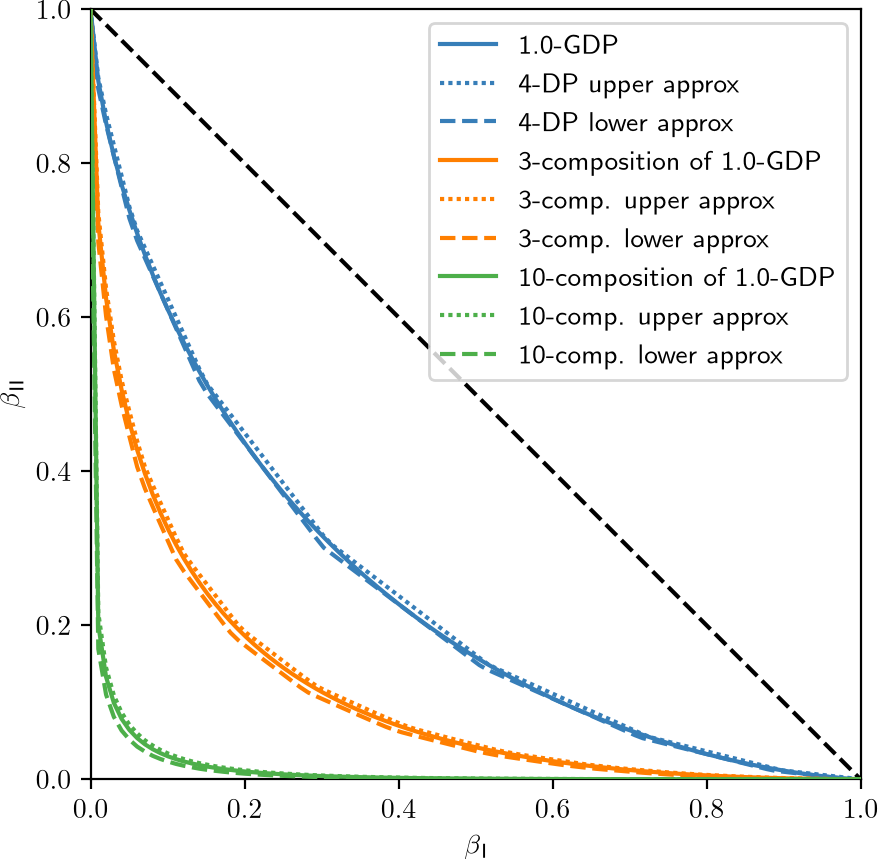 1.0
0.8
0.6
0.4
0.2
0.0
β_II
1.0-GDP
4-DP upper approx
4-DP lower approx
3-composition of 1.0-GDP
3-comp. upper approx
3-comp. lower approx
10-composition of 1.0-GDP
10-comp. upper approx
10-comp. lower approx
0.0 0.2 0.4 0.6 0.8 1.0
β_I